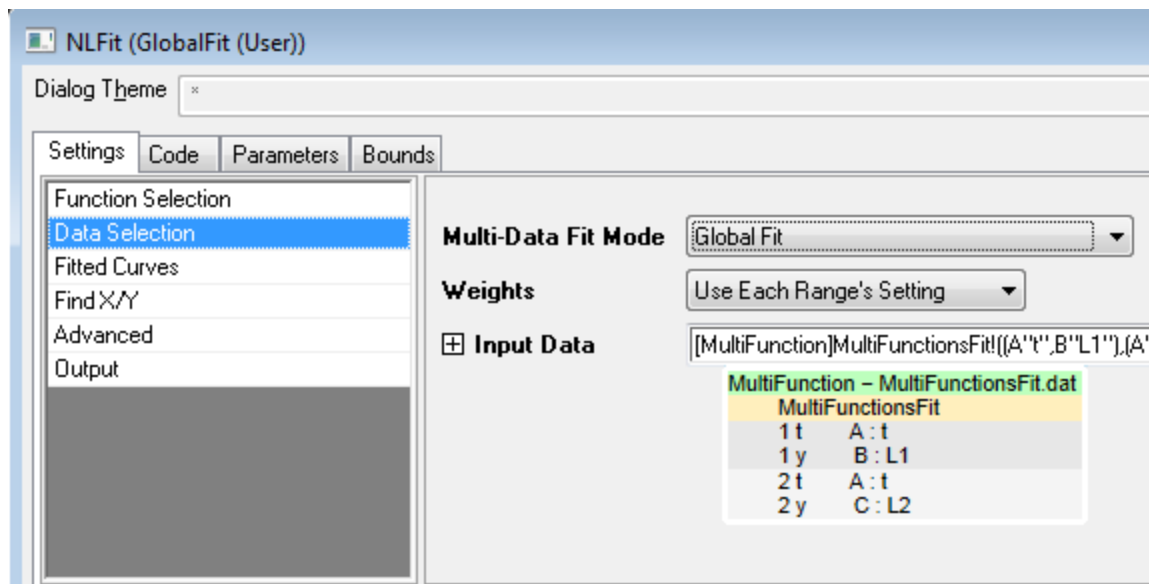 NLFit (GlobalFit (User))
Dialog Theme *
Settings Code Parameters Bounds
Function Selection
Data Selection
Fitted Curves
Find X/Y
Advanced
Output
Multi-Data Fit Mode Global Fit
Weights Use Each Range's Setting
Input Data [MultiFunction]MultiFunctionsFit!((A"t",B"L1"),(A"
MultiFunction – MultiFunctionsFit.dat
MultiFunctionsFit
1 t A : t
1 y B : L1
2 t A : t
2 y C : L2